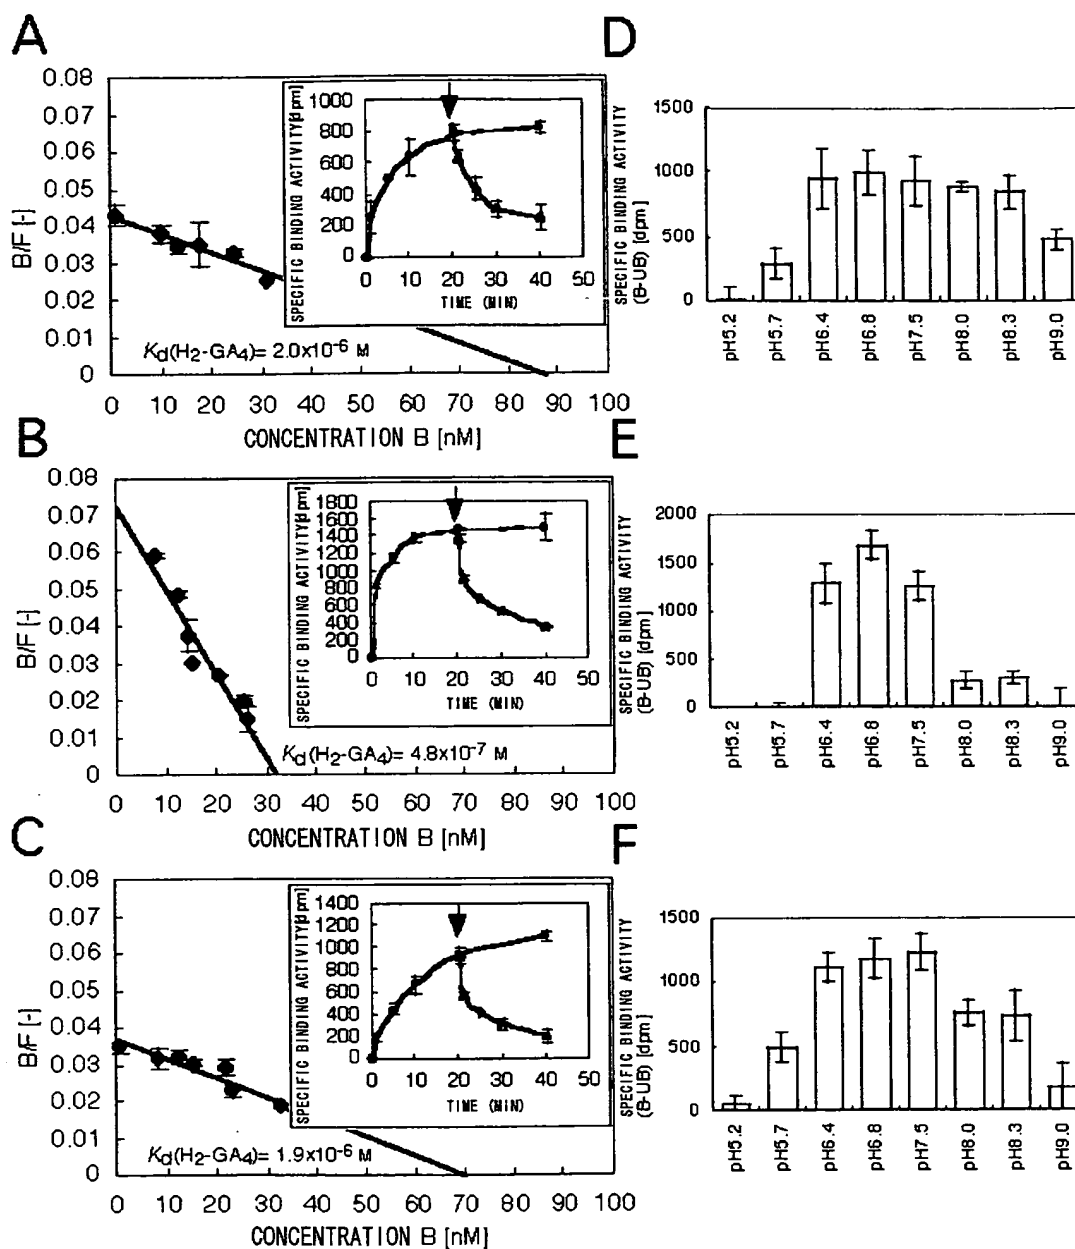 A
B/F [-]
0.08
0.07
0.06
0.05
0.04
0.03
0.02
0.01
0
0 10 20 30 40 50 60 70 80 90 100
CONCENTRATION B [nM]
Kd(H2-GA4)= 2.0x10-6 M
SPECIFIC BINDING ACTIVITY[dpm]
1000
800
600
400
200
0
0 10 20 30 40 50
TIME (MIN)
D
SPECIFIC BINDING ACTIVITY
(B-UB) [dpm]
1500
1000
500
0
pH5.2 pH5.7 pH6.4 pH6.8 pH7.5 pH8.0 pH8.3 pH9.0
B
B/F [-]
0.08
0.07
0.06
0.05
0.04
0.03
0.02
0.01
0
0 10 20 30 40 50 60 70 80 90 100
CONCENTRATION B [nM]
Kd(H2-GA4)= 4.8x10-7 M
SPECIFIC BINDING ACTIVITY[dpm]
1800
1600
1400
1200
1000
800
600
400
200
0
0 10 20 30 40 50
TIME (MIN)
E
SPECIFIC BINDING ACTIVITY
(B-UB) [dpm]
2000
1500
1000
500
0
pH5.2 pH5.7 pH6.4 pH6.8 pH7.5 pH8.0 pH8.3 pH9.0
C
B/F [-]
0.08
0.07
0.06
0.05
0.04
0.03
0.02
0.01
0
0 10 20 30 40 50 60 70 80 90 100
CONCENTRATION B [nM]
Kd(H2-GA4)= 1.9x10-6 M
SPECIFIC BINDING ACTIVITY[dpm]
1400
1200
1000
800
600
400
200
0
0 10 20 30 40 50
TIME (MIN)
F
SPECIFIC BINDING ACTIVITY
(B-UB) [dpm]
1500
1000
500
0
pH5.2 pH5.7 pH6.4 pH6.8 pH7.5 pH8.0 pH8.3 pH9.0